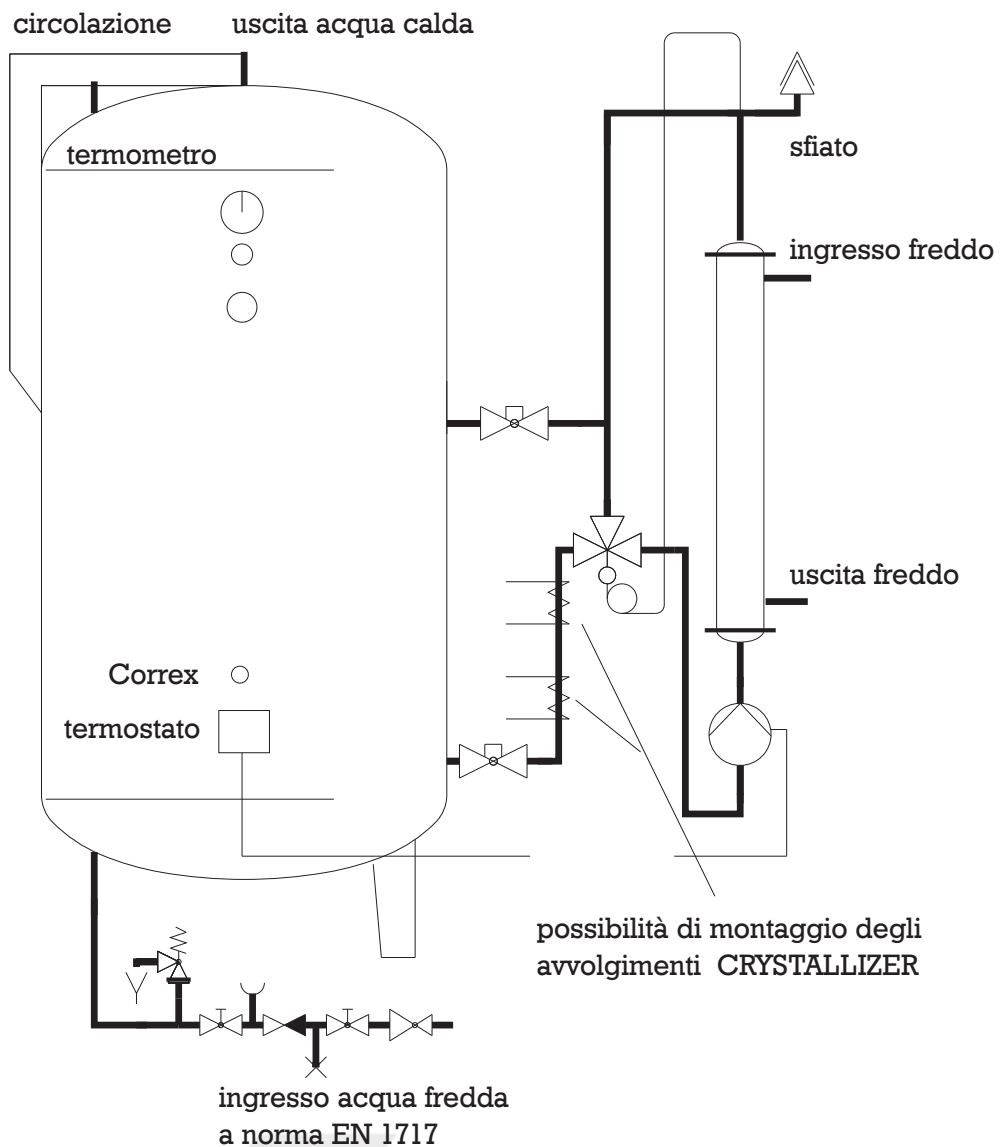 circolazione
uscita acqua calda
termometro
sfiato
ingresso freddo
uscita freddo
Correx
termostato
possibilità di montaggio degli
avvolgimenti CRYSTALLIZER
ingresso acqua fredda
a norma EN 1717